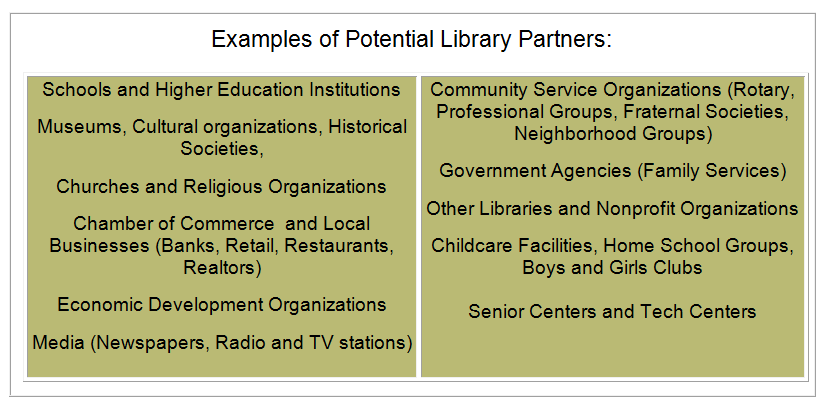 Examples of Potential Library Partners:
Schools and Higher Education Institutions
Museums, Cultural organizations, Historical
Societies,
Churches and Religious Organizations
Chamber of Commerce  and Local
Businesses (Banks, Retail, Restaurants,
Realtors)
Economic Development Organizations
Media (Newspapers, Radio and TV stations)
Community Service Organizations (Rotary,
Professional Groups, Fraternal Societies,
Neighborhood Groups)
Government Agencies (Family Services)
Other Libraries and Nonprofit Organizations
Childcare Facilities, Home School Groups,
Boys and Girls Clubs
Senior Centers and Tech Centers